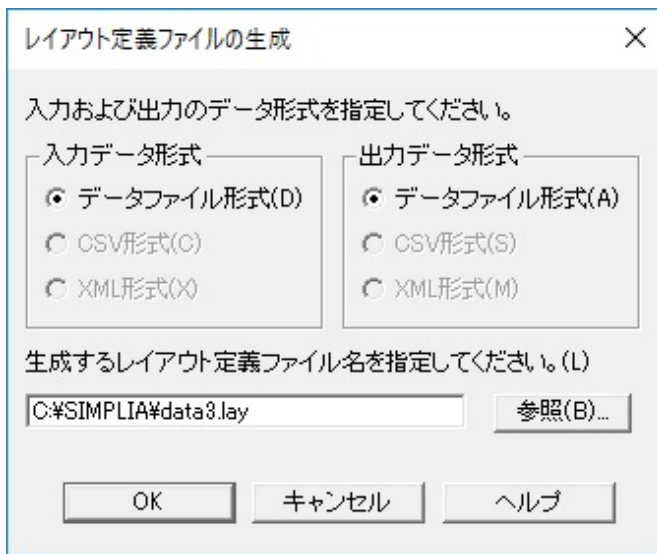 レイアウト定義ファイルの生成
入力および出力のデータ形式を指定してください。
入力データ形式
データファイル形式(D)
CSV形式(C)
XML形式(X)
出力データ形式
データファイル形式(A)
CSV形式(S)
XML形式(M)
生成するレイアウト定義ファイル名を指定してください。(L)
C:¥SIMPLIA¥data3.lay
参照(B)...
OK キャンセル ヘルプ